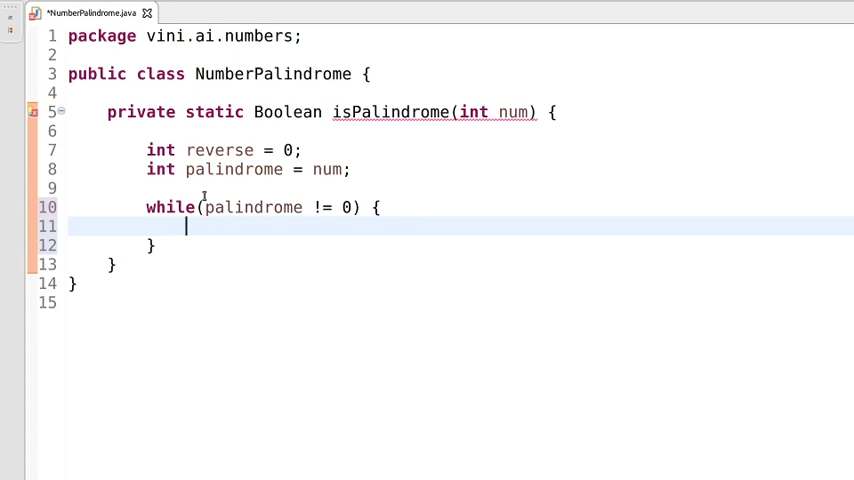 *NumberPalindrome.java
1 package vini.ai.numbers;
2
3 public class NumberPalindrome {
4
5 private static Boolean isPalindrome(int num) {
6
7 int reverse = 0;
8 int palindrome = num;
9
10 while(palindrome != 0) {
11
12 }
13 }
14 }
15